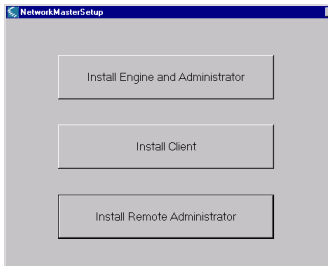 NetworkMasterSetup
Install Engine and Administrator
Install Client
Install Remote Administrator